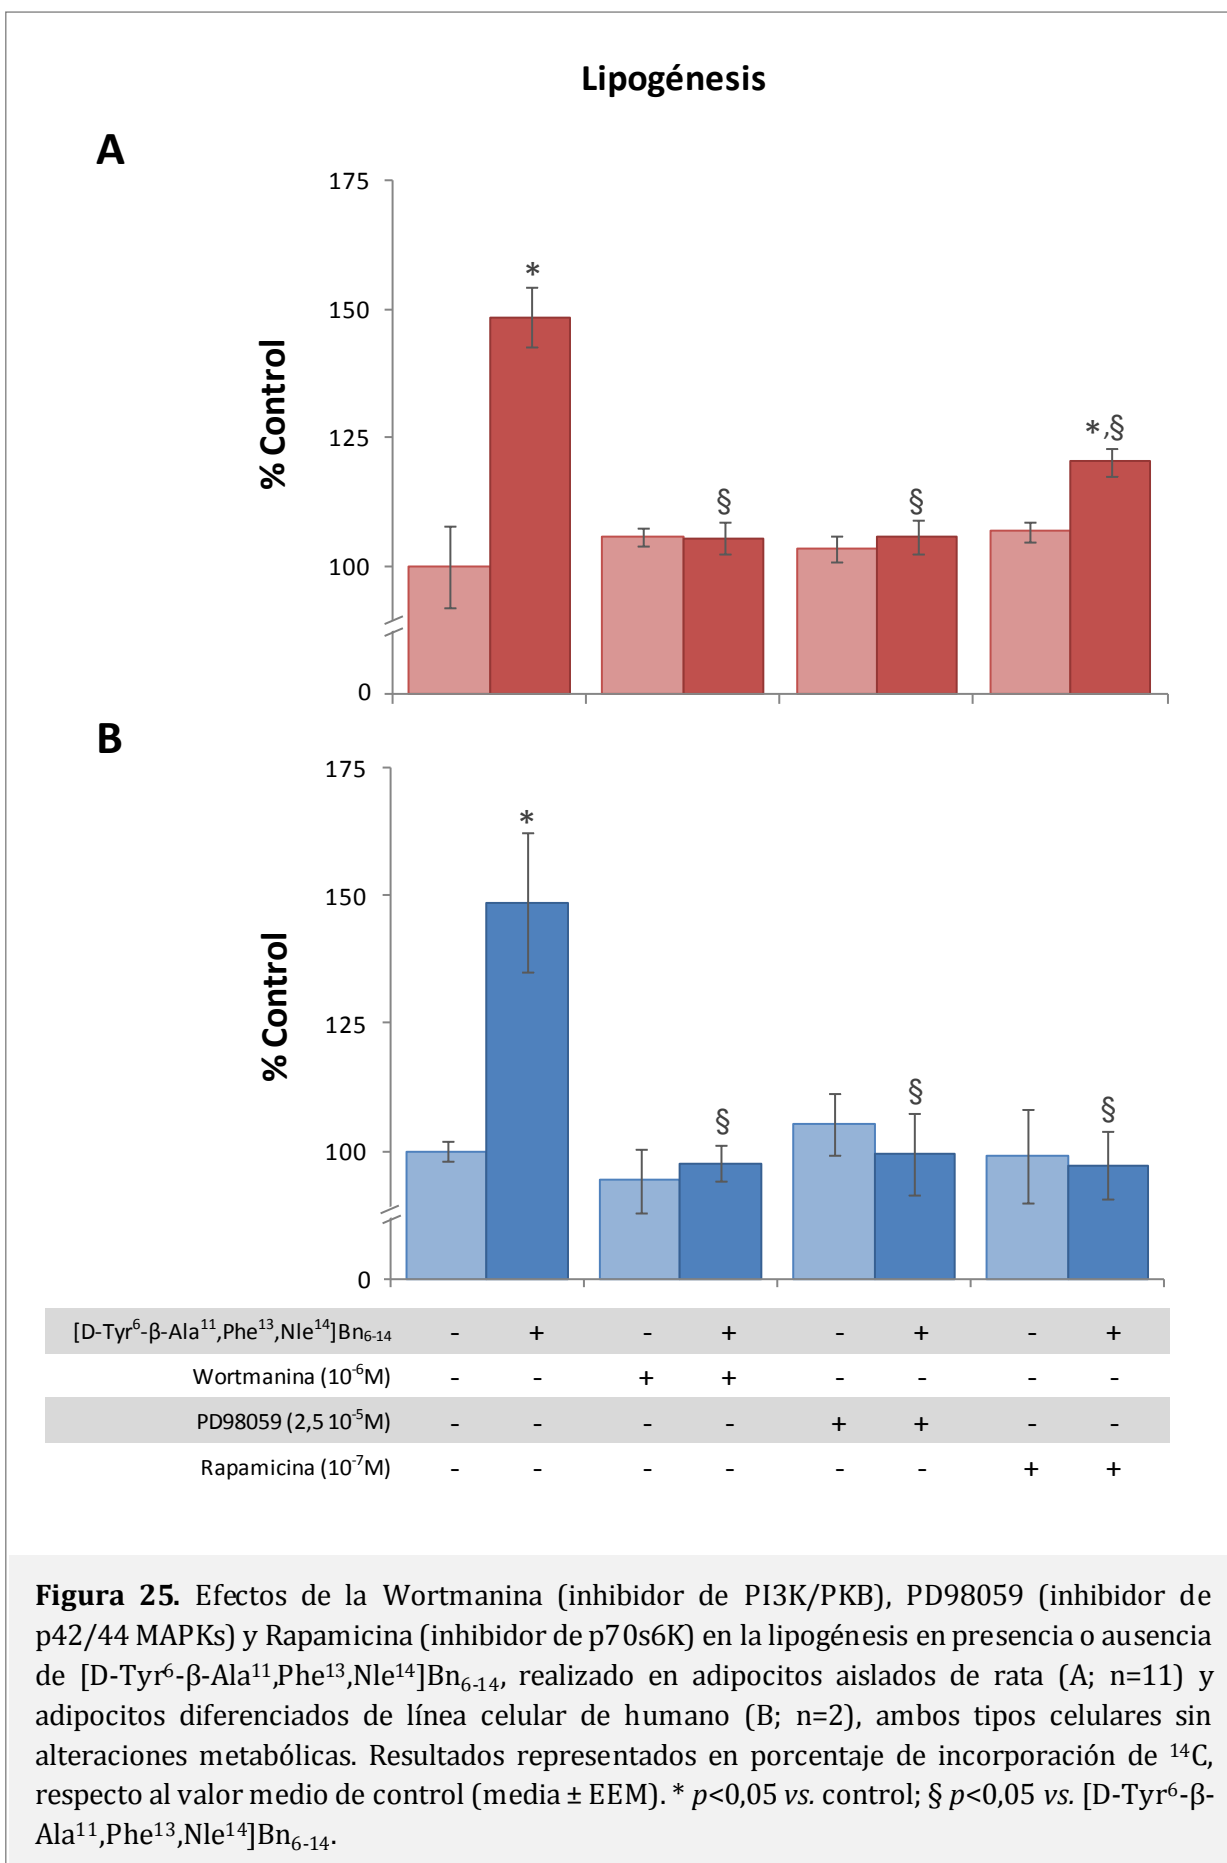 Lipogénesis
A
175
150
125
100
0
% Control
*
§
§
*,§
B
175
150
125
100
0
% Control
*
§
§
§
[D-Tyr⁶-β-Ala¹¹,Phe¹³,Nle¹⁴]Bn₆₋₁₄ - + - + - + - +
Wortmanina (10⁻⁶M) - - + + - - - -
PD98059 (2,5 10⁻⁵M) - - - - + + - -
Rapamicina (10⁻⁷M) - - - - - - + +
Figura 25. Efectos de la Wortmanina (inhibidor de PI3K/PKB), PD98059 (inhibidor de
p42/44 MAPKs) y Rapamicina (inhibidor de p70s6K) en la lipogénesis en presencia o ausencia
de [D-Tyr⁶-β-Ala¹¹,Phe¹³,Nle¹⁴]Bn₆₋₁₄, realizado en adipocitos aislados de rata (A; n=11) y
adipocitos diferenciados de línea celular de humano (B; n=2), ambos tipos celulares sin
alteraciones metabólicas. Resultados representados en porcentaje de incorporación de ¹⁴C,
respecto al valor medio de control (media ± EEM). * p<0,05 vs. control; § p<0,05 vs. [D-Tyr⁶-β-
Ala¹¹,Phe¹³,Nle¹⁴]Bn₆₋₁₄.